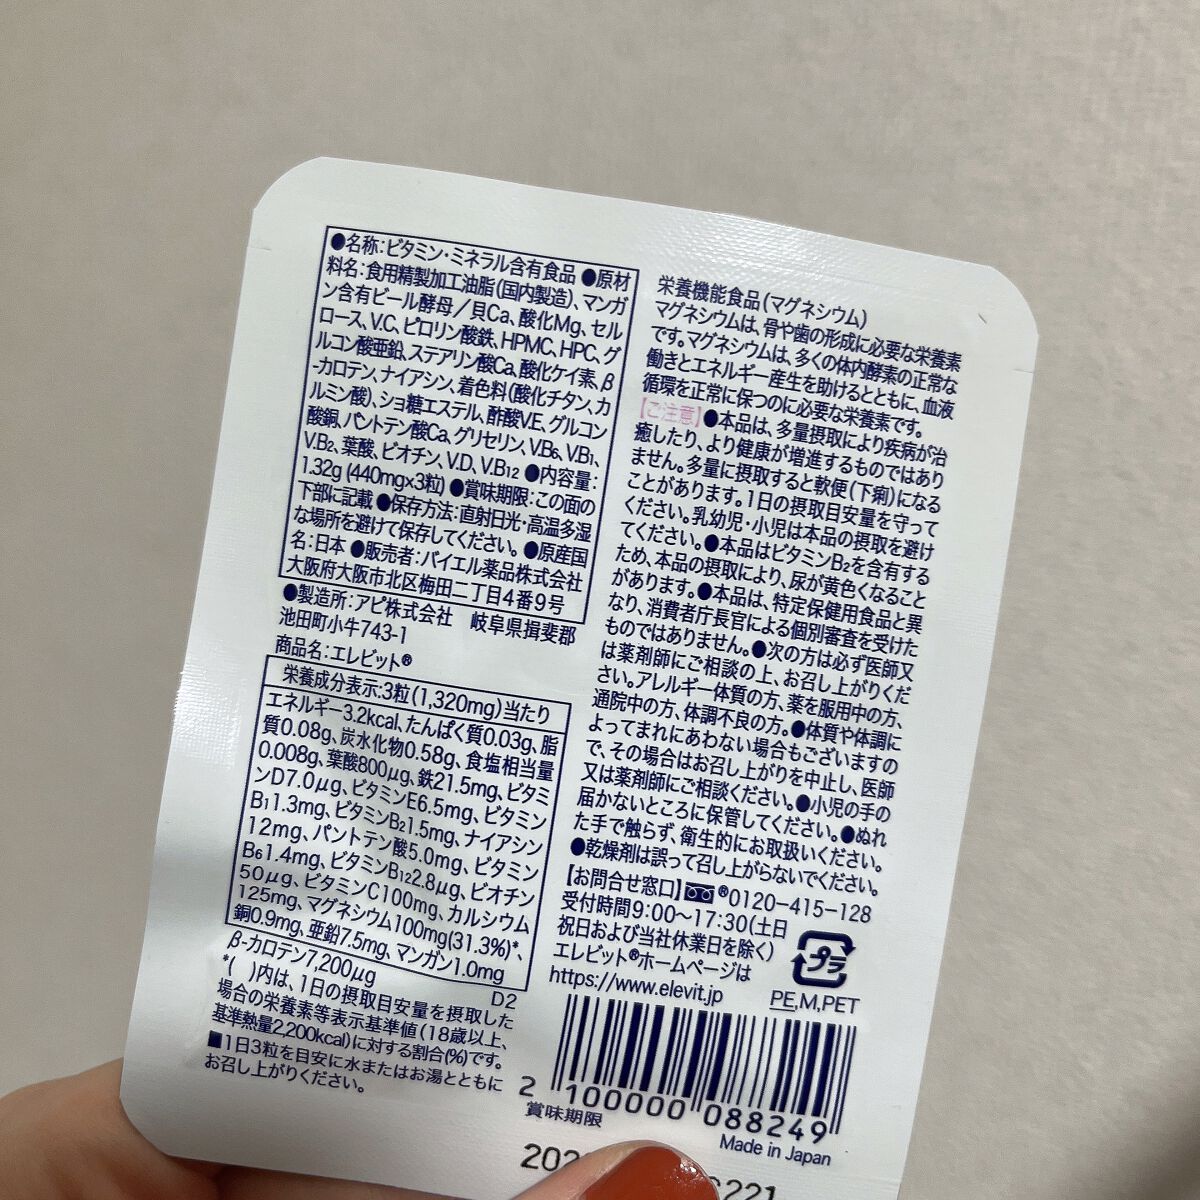 ●名称:ビタミン・ミネラル含有食品 ●原材
料名:食用精製加工油脂(国内製造)、マンガ
ン含有ビール酵母/貝Ca、酸化Mg、セル
ロース、V.C、ピロリン酸鉄、HPMC、HPC、グ
ルコン酸亜鉛、ステアリン酸Ca、酸化ケイ素、β
-カロテン、ナイアシン、着色料(酸化チタン、カ
ルミン酸)、ショ糖エステル、酢酸V.E、グルコン
酸銅、パントテン酸Ca、グリセリン、V.B6、V.B1、
V.B2、葉酸、ビオチン、V.D、V.B12 ●内容量:
1.32g (440mg×3粒) ●賞味期限:この面の
下部に記載 ●保存方法:直射日光・高温多湿
な場所を避けて保存してください。 ●原産国
名:日本 ●販売者:バイエル薬品株式会社
大阪府大阪市北区梅田二丁目4番9号
●製造所:アピ株式会社 岐阜県揖斐郡
池田町小牛743-1
商品名:エレビット®
栄養成分表示:3粒(1,320mg)当たり
エネルギー3.2kcal、たんぱく質0.03g、脂
質0.08g、炭水化物0.58g、食塩相当量
0.008g、葉酸800μg、鉄21.5mg、ビタミ
ンD7.0μg、ビタミンE6.5mg、ビタミン
B1 1.3mg、ビタミンB2 1.5mg、ナイアシン
12mg、パントテン酸5.0mg、ビタミン
B6 1.4mg、ビタミンB12 2.8μg、ビオチン
50μg、ビタミンC100mg、カルシウム
125mg、マグネシウム100mg(31.3%)*、
銅0.9mg、亜鉛7.5mg、マンガン1.0mg
β-カロテン7,200μg
D2
*( )内は、1日の摂取目安量を摂取した
場合の栄養素等表示基準値(18歳以上、
基準熱量2,200kcal)に対する割合(%)です。
■1日3粒を目安に水またはお湯とともに
お召し上がりください。
栄養機能食品(マグネシウム)
マグネシウムは、骨や歯の形成に必要な栄養素
です。マグネシウムは、多くの体内酵素の正常な
働きとエネルギー産生を助けるとともに、血液
循環を正常に保つのに必要な栄養素です。
【ご注意】●本品は、多量摂取により疾病が治
癒したり、より健康が増進するものではあり
ません。多量に摂取すると軟便(下痢)になる
ことがあります。1日の摂取目安量を守って
ください。乳幼児・小児は本品の摂取を避け
てください。●本品はビタミンB2を含有する
ため、本品の摂取により、尿が黄色くなること
があります。●本品は、特定保健用食品と異
なり、消費者庁長官による個別審査を受けた
ものではありません。●次の方は必ず医師又
は薬剤師にご相談の上、お召し上がりくだ
さい。アレルギー体質の方、薬を服用中の方、
通院中の方、体調不良の方。●体質や体調に
よってまれにあわない場合もございますの
で、その場合はお召し上がりを中止し、医師
又は薬剤師にご相談ください。●小児の手の
届かないところに保管してください。●ぬれ
た手で触らず、衛生的にお取扱いください。
●乾燥剤は誤って召し上がらないでください。
【お問合せ窓口】®0120-415-128
受付時間9:00～17:30(土日
祝日および当社休業日を除く)
エレビット®ホームページは
https://www.elevit.jp
プラ
PE,M,PET
2 100000 088249
賞味期限
Made in Japan
202
221